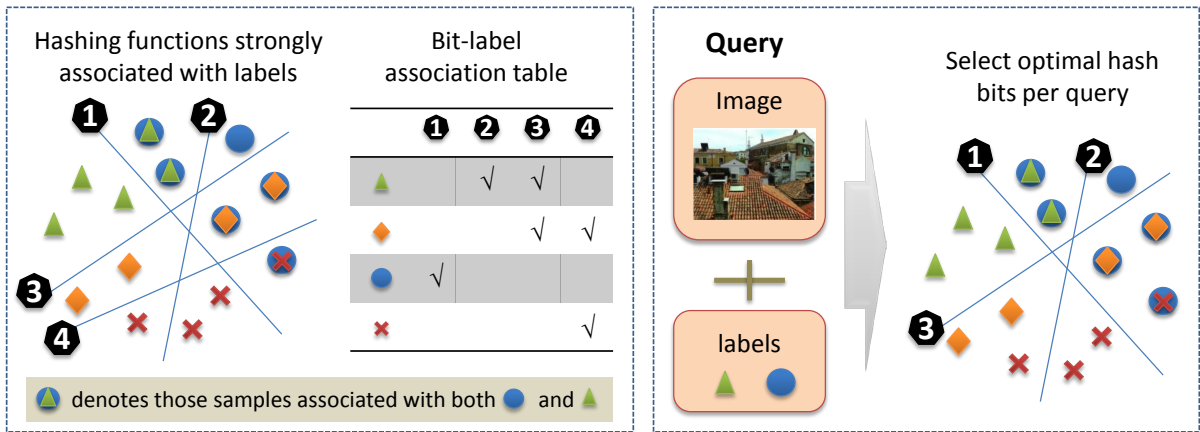 Hashing functions strongly
associated with labels
1
2
3
4
Bit-label
association table
1 2 3 4
√ √
√ √
√
√
denotes those samples associated with both and
Query
Image
labels
Select optimal hash
bits per query
1
2
3